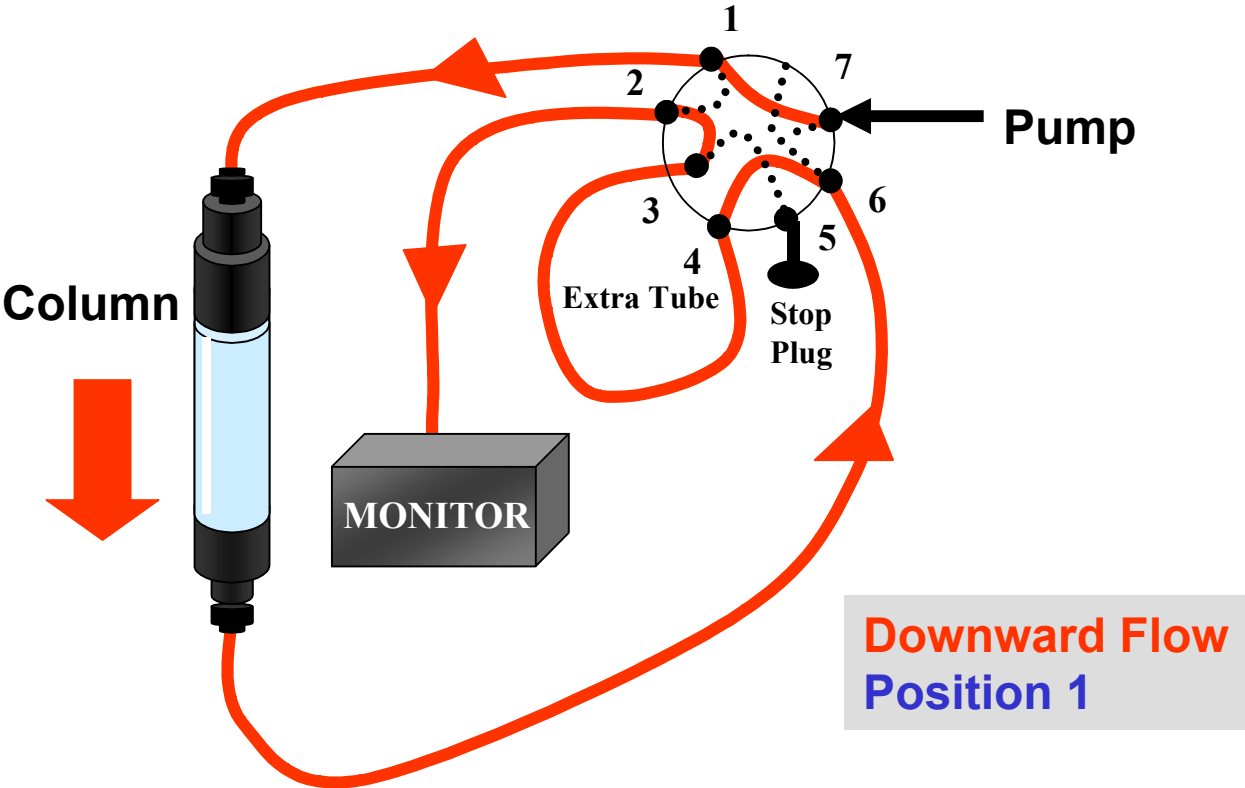 1
2
7
Pump
3
6
4
5
Column
Extra Tube
Stop
Plug
MONITOR
Downward Flow
Position 1